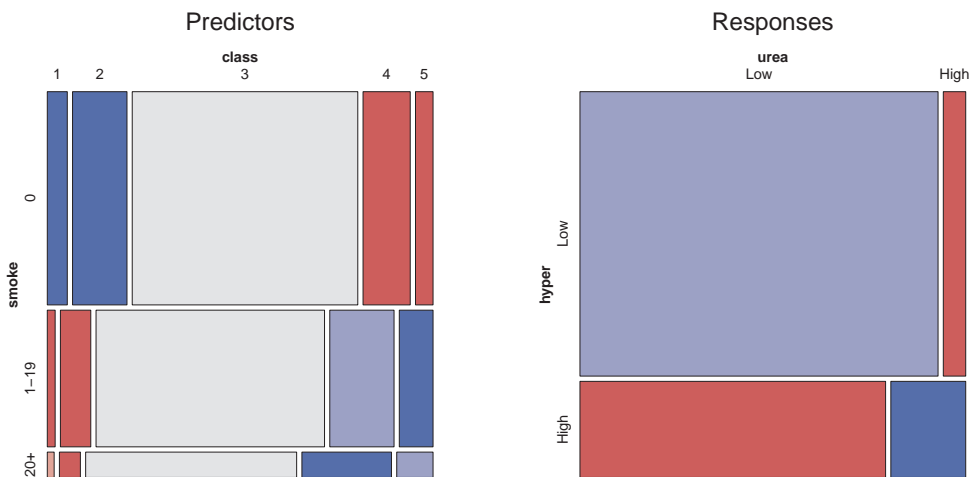 Predictors
class
1 2 3 4 5
smoke
0
1−19
20+
Responses
urea
Low High
hyper
Low
High